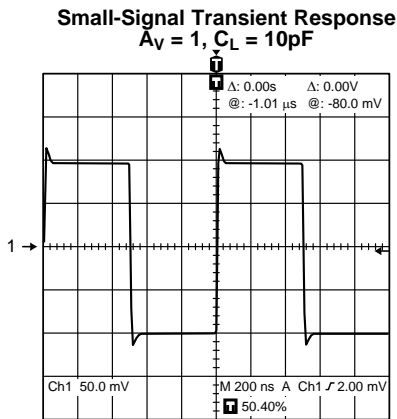 Small-Signal Transient Response
AV = 1, CL = 10pF
T
T
Δ: 0.00s Δ: 0.00V
@: -1.01 µs @: -80.0 mV
1
Ch1 50.0 mV M 200 ns A Ch1 ƒ 2.00 mV
T 50.40%